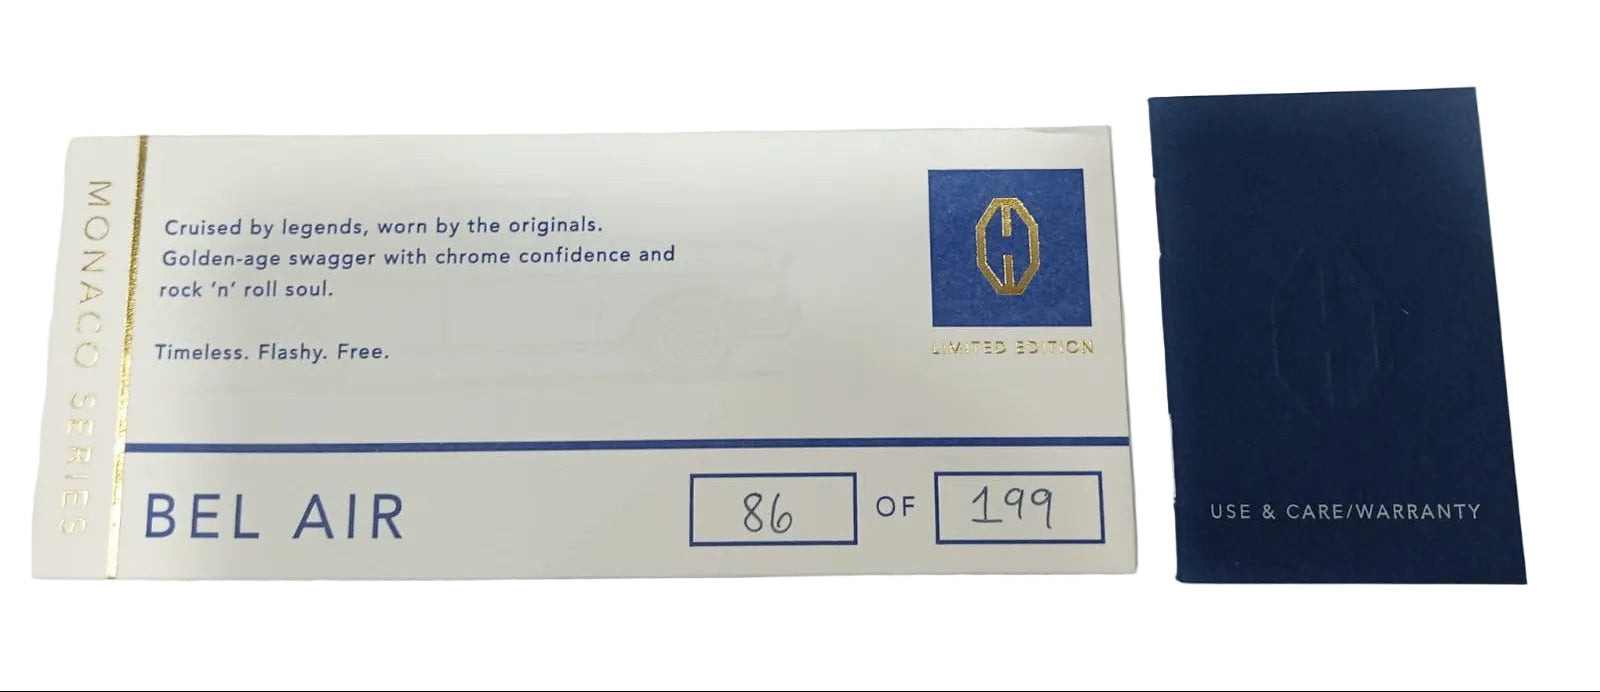 MONACO SERIES
Cruised by legends, worn by the originals.
Golden-age swagger with chrome confidence and
rock 'n' roll soul.
Timeless. Flashy. Free.
LIMITED EDITION
BEL AIR
86 OF 199
USE & CARE/WARRANTY